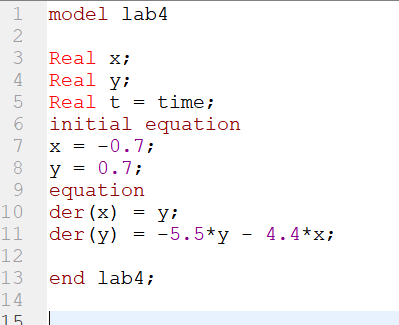 1 model lab4
2
3 Real x;
4 Real y;
5 Real t = time;
6 initial equation
7 x = -0.7;
8 y = 0.7;
9 equation
10 der(x) = y;
11 der(y) = -5.5*y - 4.4*x;
12
13 end lab4;
14
15